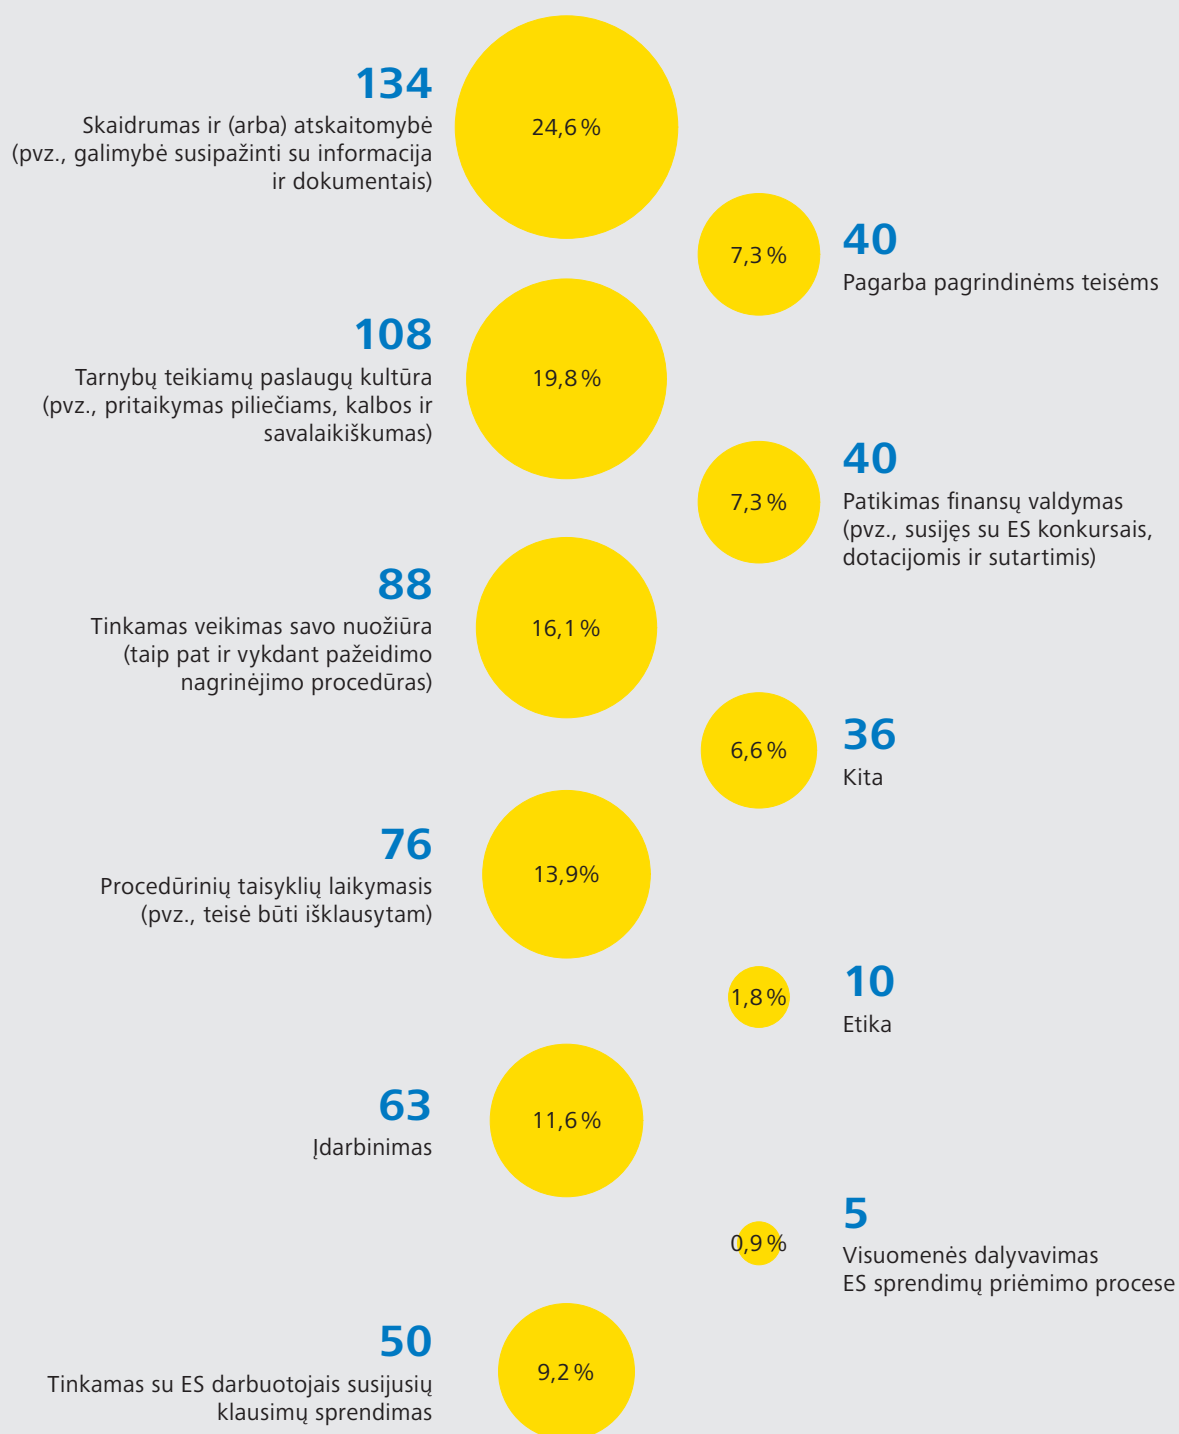 134
Skaidrumas ir (arba) atskaitomybė
(pvz., galimybė susipažinti su informacija
ir dokumentais)
24,6 %
7,3 %
40
Pagarba pagrindinėms teisėms
108
Tarnybų teikiamų paslaugų kultūra
(pvz., pritaikymas piliečiams, kalbos ir
savalaikiškumas)
19,8 %
7,3 %
40
Patikimas finansų valdymas
(pvz., susijęs su ES konkursais,
dotacijomis ir sutartimis)
88
Tinkamas veikimas savo nuožiūra
(taip pat ir vykdant pažeidimo
nagrinėjimo procedūras)
16,1 %
6,6 %
36
Kita
76
Procedūrinių taisyklių laikymasis
(pvz., teisė būti išklausytam)
13,9%
1,8 %
10
Etika
63
Įdarbinimas
11,6 %
0,9 %
5
Visuomenės dalyvavimas
ES sprendimų priėmimo procese
50
Tinkamas su ES darbuotojais susijusių
klausimų sprendimas
9,2 %